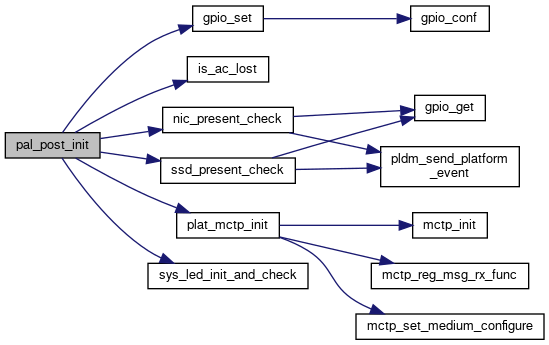 pal_post_init
gpio_set
gpio_conf
is_ac_lost
nic_present_check
gpio_get
ssd_present_check
pldm_send_platform
_event
plat_mctp_init
mctp_init
sys_led_init_and_check
mctp_reg_msg_rx_func
mctp_set_medium_configure